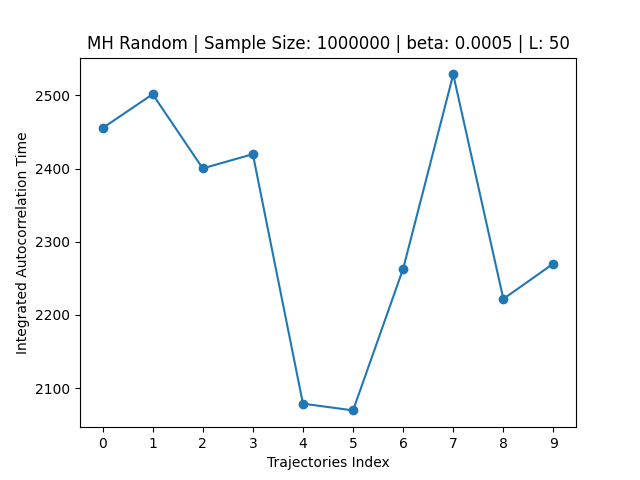 MH Random | Sample Size: 1000000 | beta: 0.0005 | L: 50
Integrated Autocorrelation Time
2500
2400
2300
2200
2100
0 1 2 3 4 5 6 7 8 9
Trajectories Index